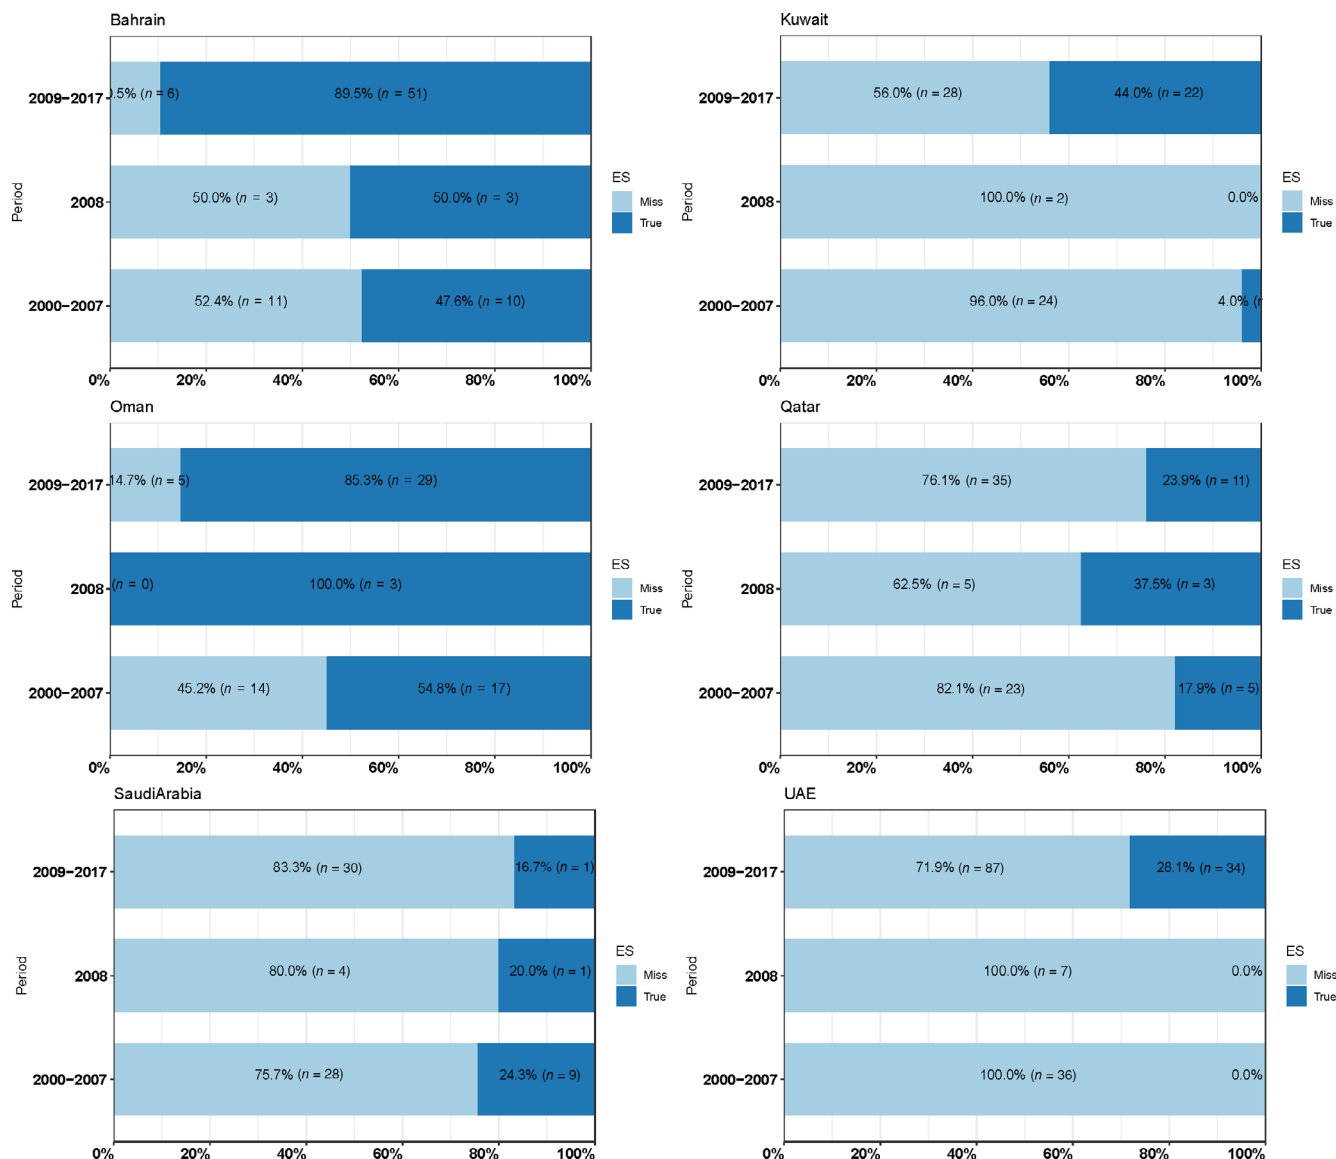 Bahrain
2009−2017
.5% (n = 6)
89.5% (n = 51)
2008
50.0% (n = 3)
50.0% (n = 3)
2000−2007
52.4% (n = 11)
47.6% (n = 10)
0% 20% 40% 60% 80% 100%
Period
ES
Miss
True
Kuwait
2009−2017
56.0% (n = 28)
44.0% (n = 22)
2008
100.0% (n = 2)
0.0%
2000−2007
96.0% (n = 24)
4.0% (
0% 20% 40% 60% 80% 100%
Period
ES
Miss
True
Oman
2009−2017
14.7% (n = 5)
85.3% (n = 29)
2008
(n = 0)
100.0% (n = 3)
2000−2007
45.2% (n = 14)
54.8% (n = 17)
0% 20% 40% 60% 80% 100%
Period
ES
Miss
True
Qatar
2009−2017
76.1% (n = 35)
23.9% (n = 11)
2008
62.5% (n = 5)
37.5% (n = 3)
2000−2007
82.1% (n = 23)
17.9% (n = 5)
0% 20% 40% 60% 80% 100%
Period
ES
Miss
True
SaudiArabia
2009−2017
83.3% (n = 30)
16.7% (n = 1)
2008
80.0% (n = 4)
20.0% (n = 1)
2000−2007
75.7% (n = 28)
24.3% (n = 9)
0% 20% 40% 60% 80% 100%
Period
ES
Miss
True
UAE
2009−2017
71.9% (n = 87)
28.1% (n = 34)
2008
100.0% (n = 7)
0.0%
2000−2007
100.0% (n = 36)
0.0%
0% 20% 40% 60% 80% 100%
Period
ES
Miss
True